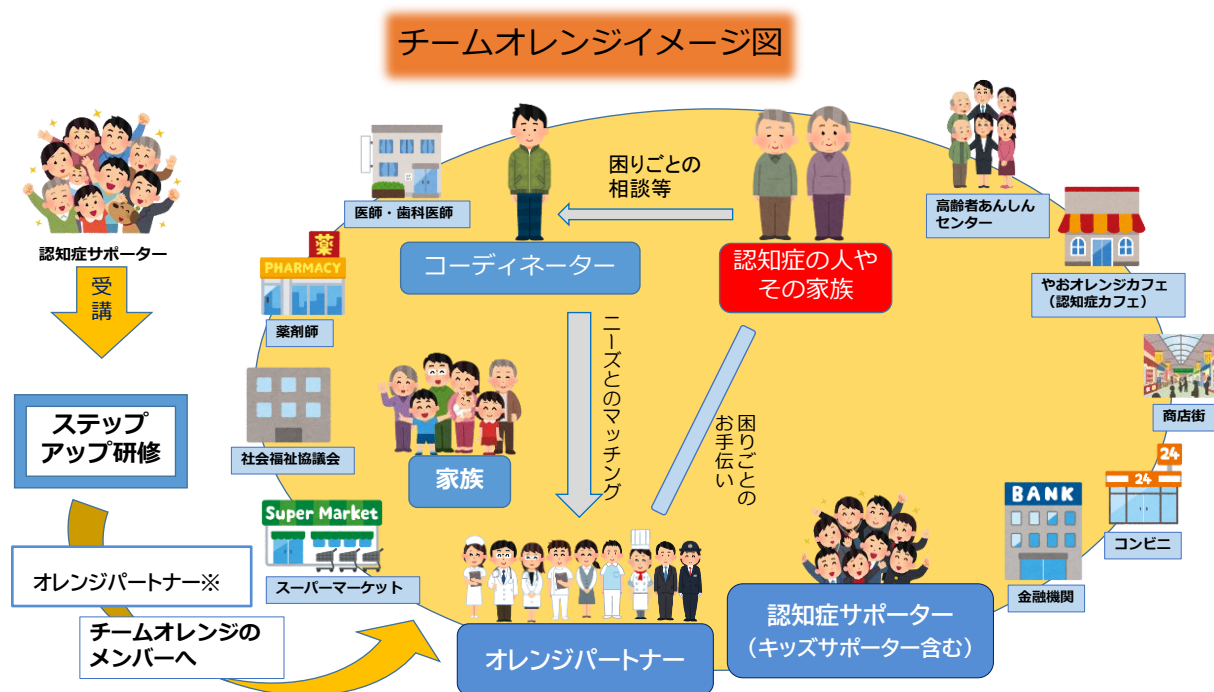 チームオレンジイメージ図
認知症サポーター
受講
ステップ
アップ研修
オレンジパートナー※
チームオレンジの
メンバーへ
医師・歯科医師
薬
PHARMACY
薬剤師
社会福祉協議会
Super Market
スーパーマーケット
コーディネーター
困りごとの
相談等
認知症の人や
その家族
家族
ニーズとのマッチング
困りごとの
お手伝い
オレンジパートナー
認知症サポーター
（キッズサポーター含む）
高齢者あんしん
センター
やおオレンジカフェ
（認知症カフェ）
商店街
24
24
コンビニ
BANK
金融機関